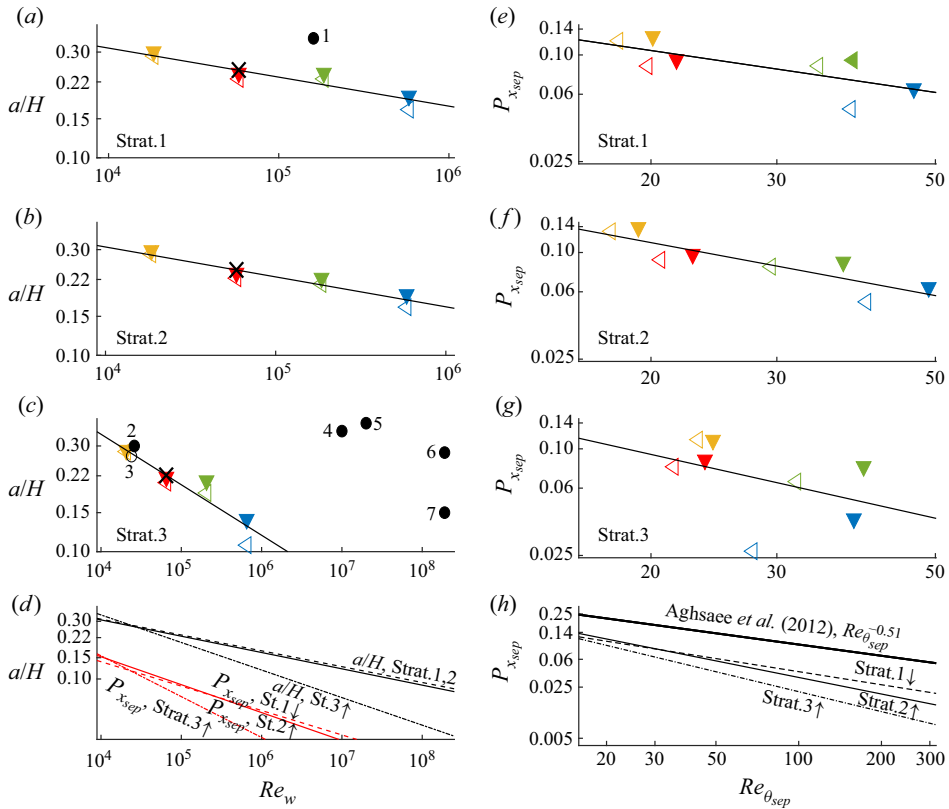 (a)
0.30
0.22
0.15
0.10
a/H
Strat.1
1
10^4
10^5
10^6
(e)
0.14
0.10
0.06
0.025
P_{x_{sep}}
Strat.1
20
30
50
(b)
0.30
0.22
0.15
0.10
a/H
Strat.2
10^4
10^5
10^6
(f)
0.14
0.10
0.06
0.025
P_{x_{sep}}
Strat.2
20
30
50
(c)
0.30
0.22
0.15
0.10
a/H
2
3
4
5
6
7
Strat.3
10^4
10^5
10^6
10^7
10^8
(g)
0.14
0.10
0.06
0.025
P_{x_{sep}}
Strat.3
20
30
50
(d)
0.30
0.22
0.15
0.10
a/H
a/H, Strat.1,2
a/H, St.3↑
P_{x_{sep}}, St.1↓
P_{x_{sep}}, St.2↑
P_{x_{sep}}, Strat.3↑
10^4
10^5
10^6
10^7
10^8
Re_w
(h)
0.25
0.14
0.06
0.025
0.005
P_{x_{sep}}
Aghsaee et al. (2012), Re_{θ_{sep}}^{−0.51}
Strat.1↓
Strat.2↑
Strat.3↑
20
50
100
200
300
Re_{θ_{sep}}